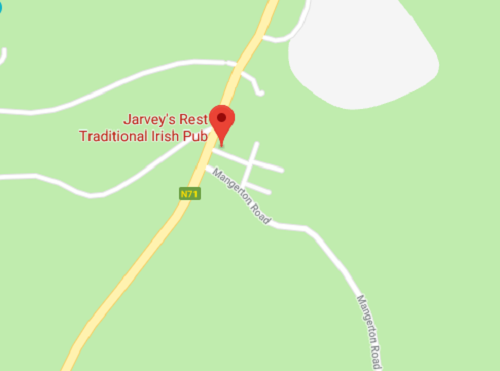 Jarvey's Rest
Traditional Irish Pub
N71
Mangerton Road
Mangerton Road